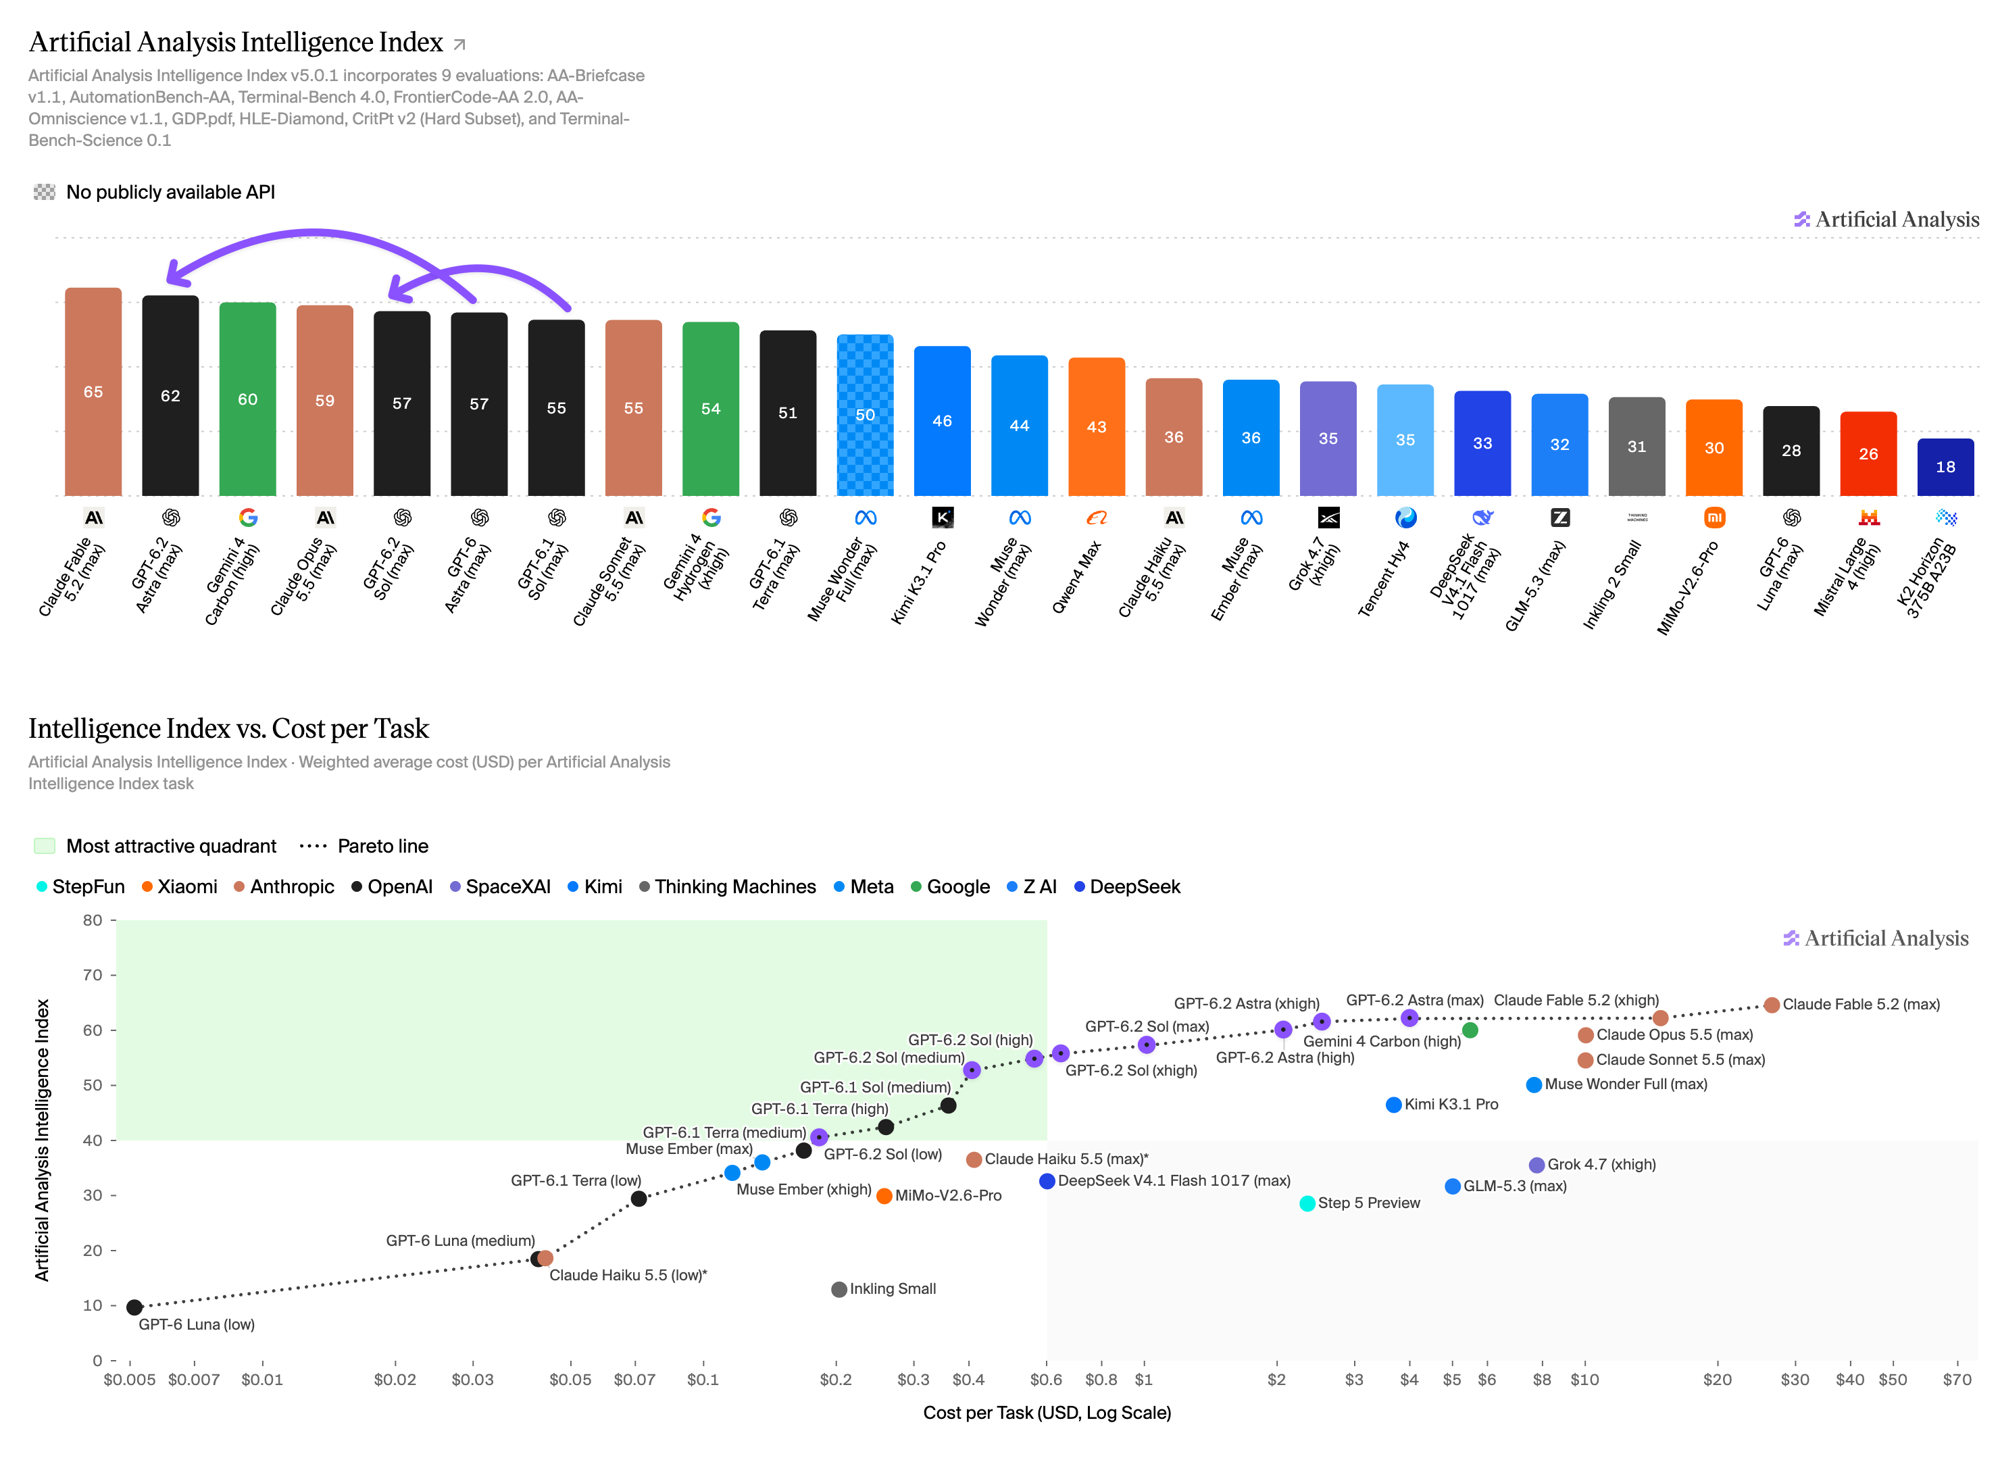 Artificial Analysis Intelligence Index
Artificial Analysis Intelligence Index v5.0.1 incorporates 9 evaluations: AA-Briefcase
v1.1, AutomationBench-AA, Terminal-Bench 4.0, FrontierCode-AA 2.0, AA-
Omniscience v1.1, GDP.pdf, HLE-Diamond, CritPt v2 (Hard Subset), and Terminal-
Bench-Science 0.1
No publicly available API
Artificial Analysis
65
62
60
59
57
57
55
55
54
51
50
46
44
43
36
36
35
35
33
32
31
30
28
26
18
THINKING
MACHINES
Claude Fable
5.2 (max)
GPT-6.2
Astra (max)
Gemini 4
Carbon (high)
Claude Opus
5.5 (max)
GPT-6.2
Sol (max)
GPT-6
Astra (max)
GPT-6.1
Sol (max)
Claude Sonnet
5.5 (max)
Gemini 4
Hydrogen
(xhigh)
GPT-6.1
Terra (max)
Muse Wonder
Full (max)
Kimi K3.1 Pro
Muse
Wonder (max)
Qwen4 Max
Claude Haiku
5.5 (max)
Muse
Ember (max)
Grok 4.7
(xhigh)
Tencent Hy4
DeepSeek
V4.1 Flash
1017 (max)
GLM-5.3 (max)
Inkling 2 Small
MiMo-V2.6-Pro
GPT-6
Luna (max)
Mistral Large
4 (high)
K2 Horizon
375B A23B
Intelligence Index vs. Cost per Task
Artificial Analysis Intelligence Index · Weighted average cost (USD) per Artificial Analysis
Intelligence Index task
Most attractive quadrant
Pareto line
StepFun
Xiaomi
Anthropic
OpenAI
SpaceXAI
Kimi
Thinking Machines
Meta
Google
Z AI
DeepSeek
Artificial Analysis
Artificial Analysis Intelligence Index
80
70
60
50
40
30
20
10
0
GPT-6.2 Astra (xhigh)
GPT-6.2 Astra (max)
Claude Fable 5.2 (xhigh)
Claude Fable 5.2 (max)
GPT-6.2 Sol (max)
GPT-6.2 Sol (high)
Gemini 4 Carbon (high)
Claude Opus 5.5 (max)
GPT-6.2 Sol (medium)
GPT-6.2 Astra (high)
Claude Sonnet 5.5 (max)
GPT-6.2 Sol (xhigh)
GPT-6.1 Sol (medium)
Muse Wonder Full (max)
GPT-6.1 Terra (high)
Kimi K3.1 Pro
GPT-6.1 Terra (medium)
Muse Ember (max)
GPT-6.2 Sol (low)
Claude Haiku 5.5 (max)*
Grok 4.7 (xhigh)
GPT-6.1 Terra (low)
Muse Ember (xhigh)
MiMo-V2.6-Pro
DeepSeek V4.1 Flash 1017 (max)
GLM-5.3 (max)
Step 5 Preview
GPT-6 Luna (medium)
Claude Haiku 5.5 (low)*
Inkling Small
GPT-6 Luna (low)
$0.005
$0.007
$0.01
$0.02
$0.03
$0.05
$0.07
$0.1
$0.2
$0.3
$0.4
$0.6
$0.8
$1
$2
$3
$4
$5
$6
$8
$10
$20
$30
$40
$50
$70
Cost per Task (USD, Log Scale)